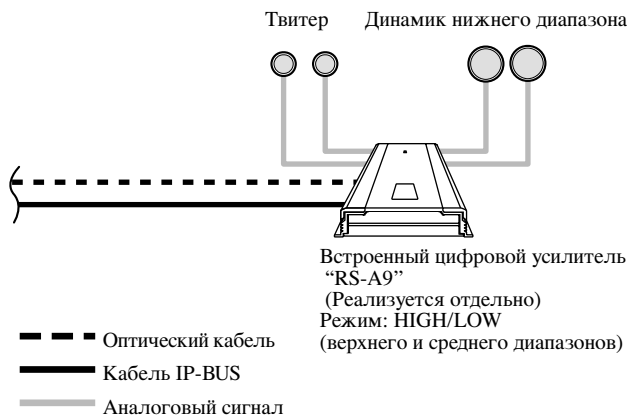 Твитер
Динамик нижнего диапазона
Встроенный цифровой усилитель
“RS-A9”
(Реализуется отдельно)
Режим: HIGH/LOW
(верхнего и среднего диапазонов)
Оптический кабель
Кабель IP-BUS
Аналоговый сигнал